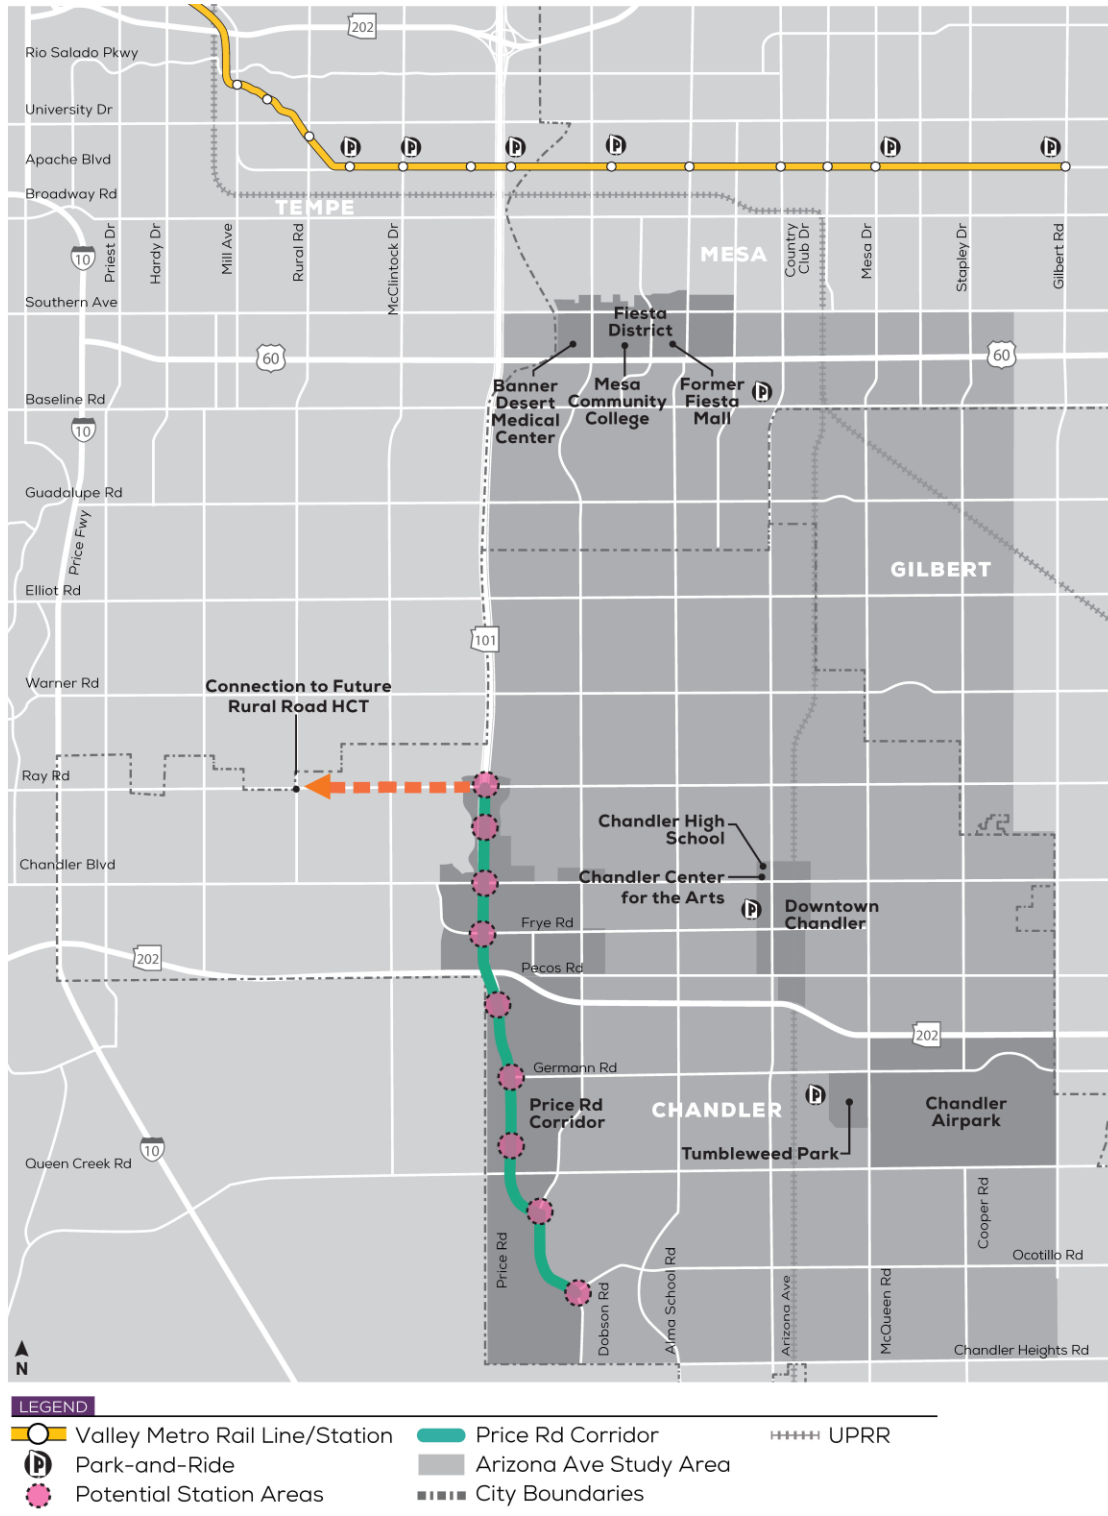 202
Rio Salado Pkwy
University Dr
Apache Blvd
Broadway Rd
TEMPE
MESA
10
Priest Dr
Hardy Dr
Mill Ave
Rural Rd
McClintock Dr
Country
Club Dr
Mesa Dr
Stapley Dr
Gilbert Rd
Southern Ave
Fiesta
District
60
60
Banner
Desert
Medical
Center
Mesa
Community
College
Former
Fiesta
Mall
Baseline Rd
10
Guadalupe Rd
Price Fwy
GILBERT
Elliot Rd
101
Warner Rd
Connection to Future
Rural Road HCT
Ray Rd
Chandler High
School
Chandler Blvd
Chandler Center
for the Arts
Downtown
Chandler
Frye Rd
202
Pecos Rd
202
Germann Rd
Price Rd
Corridor
CHANDLER
Chandler
Airpark
Tumbleweed Park
10
Queen Creek Rd
Price Rd
Dobson Rd
Alma School Rd
Arizona Ave
McQueen Rd
Cooper Rd
Ocotillo Rd
Chandler Heights Rd
N
LEGEND
Valley Metro Rail Line/Station
Price Rd Corridor
UPRR
P
Park-and-Ride
Arizona Ave Study Area
Potential Station Areas
City Boundaries